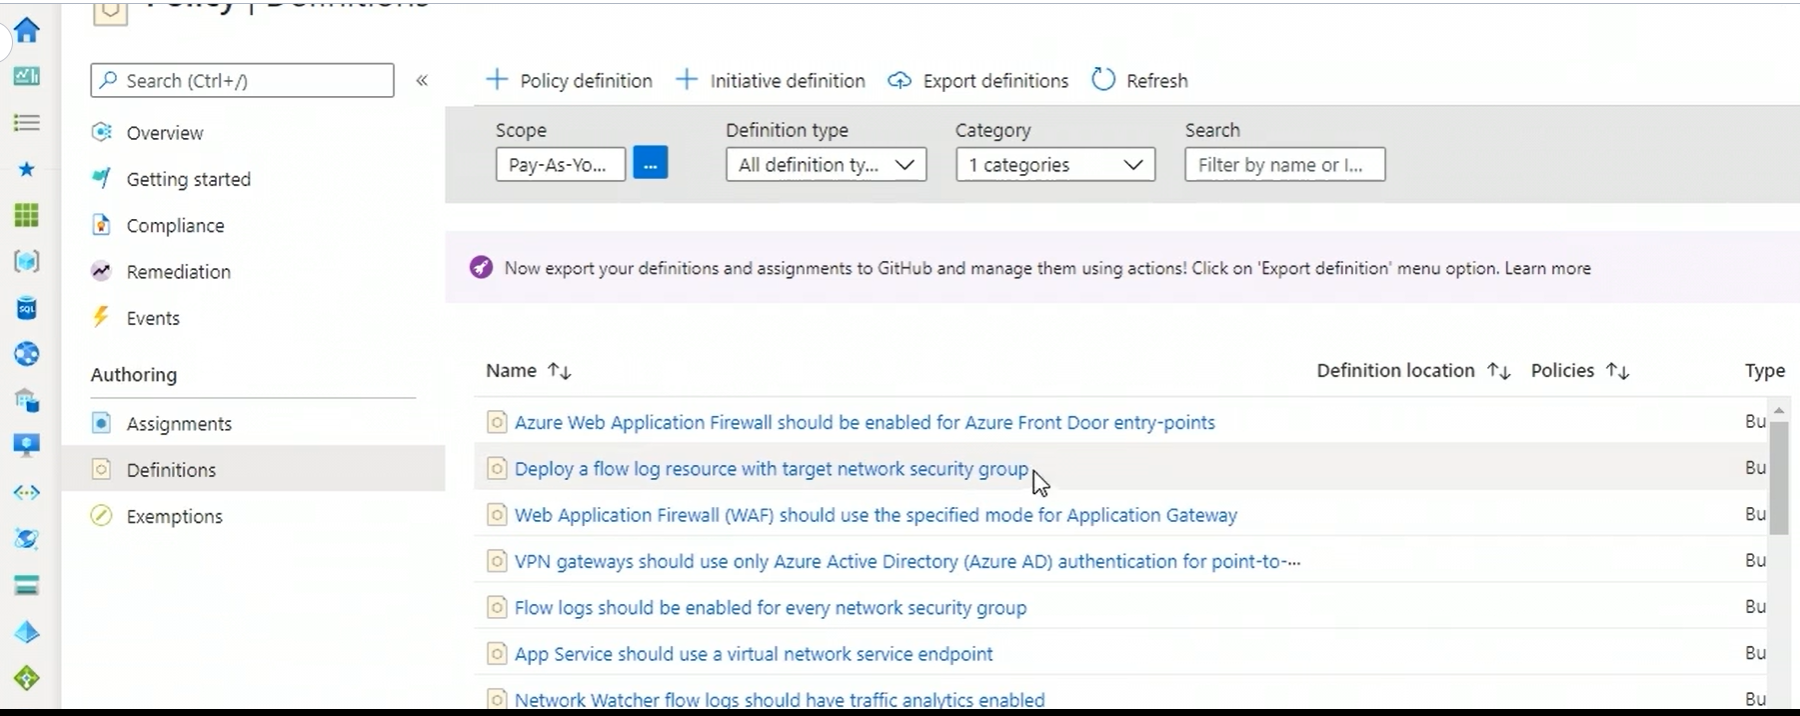 Policy | Definitions
Search (Ctrl+/)
«
Overview
Getting started
Compliance
Remediation
Events
Authoring
Assignments
Definitions
Exemptions
Policy definition
Initiative definition
Export definitions
Refresh
Scope
Definition type
Category
Search
Pay-As-Yo...
...
All definition ty...
1 categories
Filter by name or I...
Now export your definitions and assignments to GitHub and manage them using actions! Click on 'Export definition' menu option. Learn more
Name ↑↓ Definition location ↑↓ Policies ↑↓ Type
Azure Web Application Firewall should be enabled for Azure Front Door entry-points Bu
Deploy a flow log resource with target network security group Bu
Web Application Firewall (WAF) should use the specified mode for Application Gateway Bu
VPN gateways should use only Azure Active Directory (Azure AD) authentication for point-to-... Bu
Flow logs should be enabled for every network security group Bu
App Service should use a virtual network service endpoint Bu
Network Watcher flow logs should have traffic analytics enabled Bu
SQL